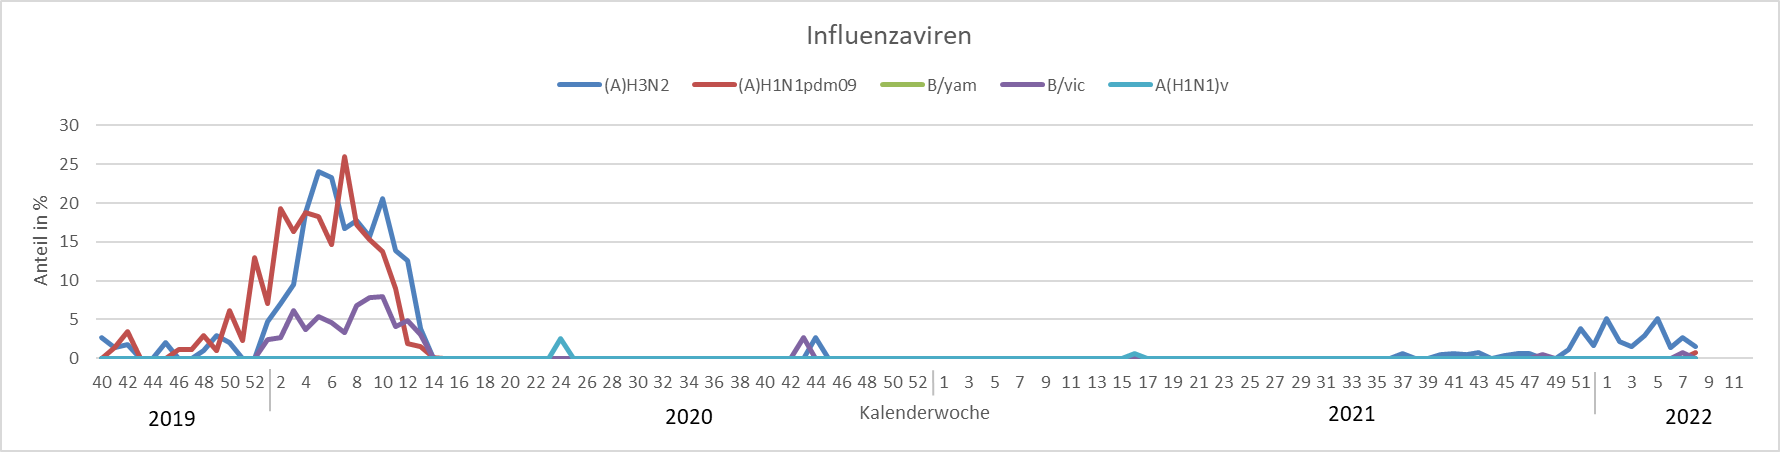 Influenzaviren
(A)H3N2 (A)H1N1pdm09 B/yam B/vic A(H1N1)v
30
25
20
15
10
5
0
Anteil in %
40 42 44 46 48 50 52 2 4 6 8 10 12 14 16 18 20 22 24 26 28 30 32 34 36 38 40 42 44 46 48 50 52 1 3 5 7 9 11 13 15 17 19 21 23 25 27 29 31 33 35 37 39 41 43 45 47 49 51 1 3 5 7 9 11
Kalenderwoche
2019 2020 2021 2022